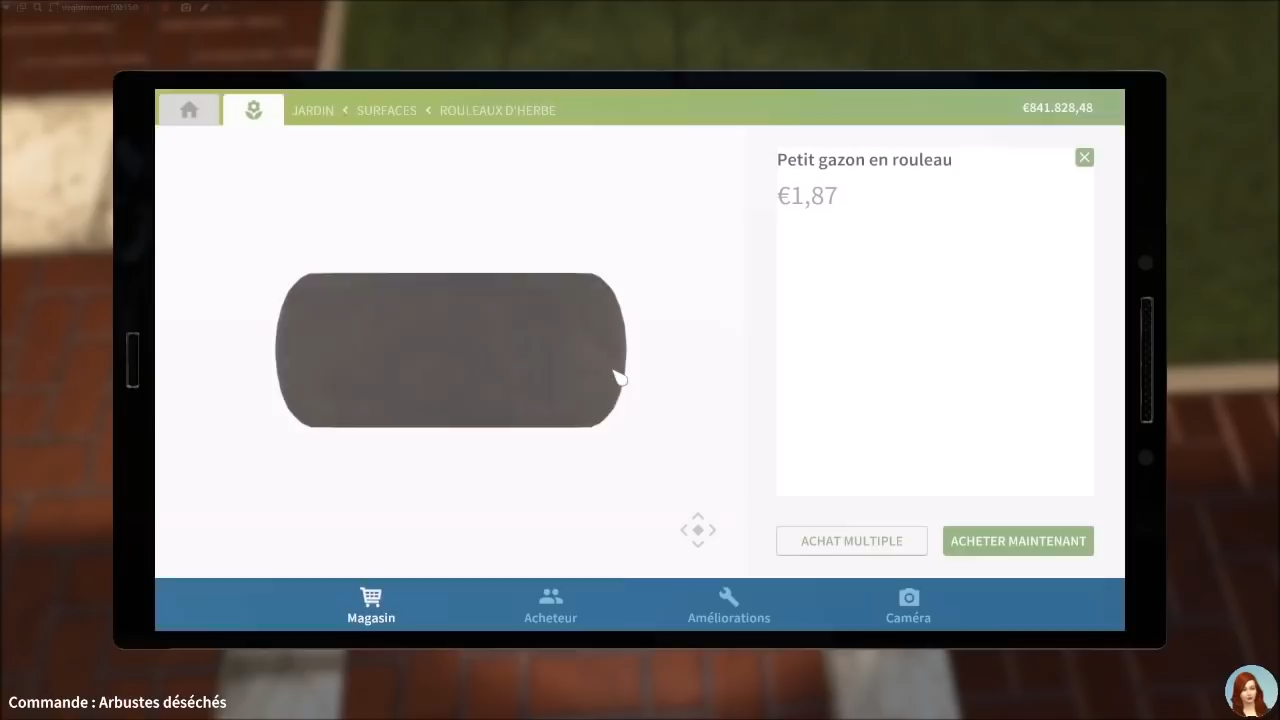 JARDIN < SURFACES < ROULEAUX D'HERBE
€841.828,48
Petit gazon en rouleau
€1,87
ACHAT MULTIPLE
ACHETER MAINTENANT
Magasin
Acheteur
Améliorations
Caméra
Commande : Arbustes déséchés